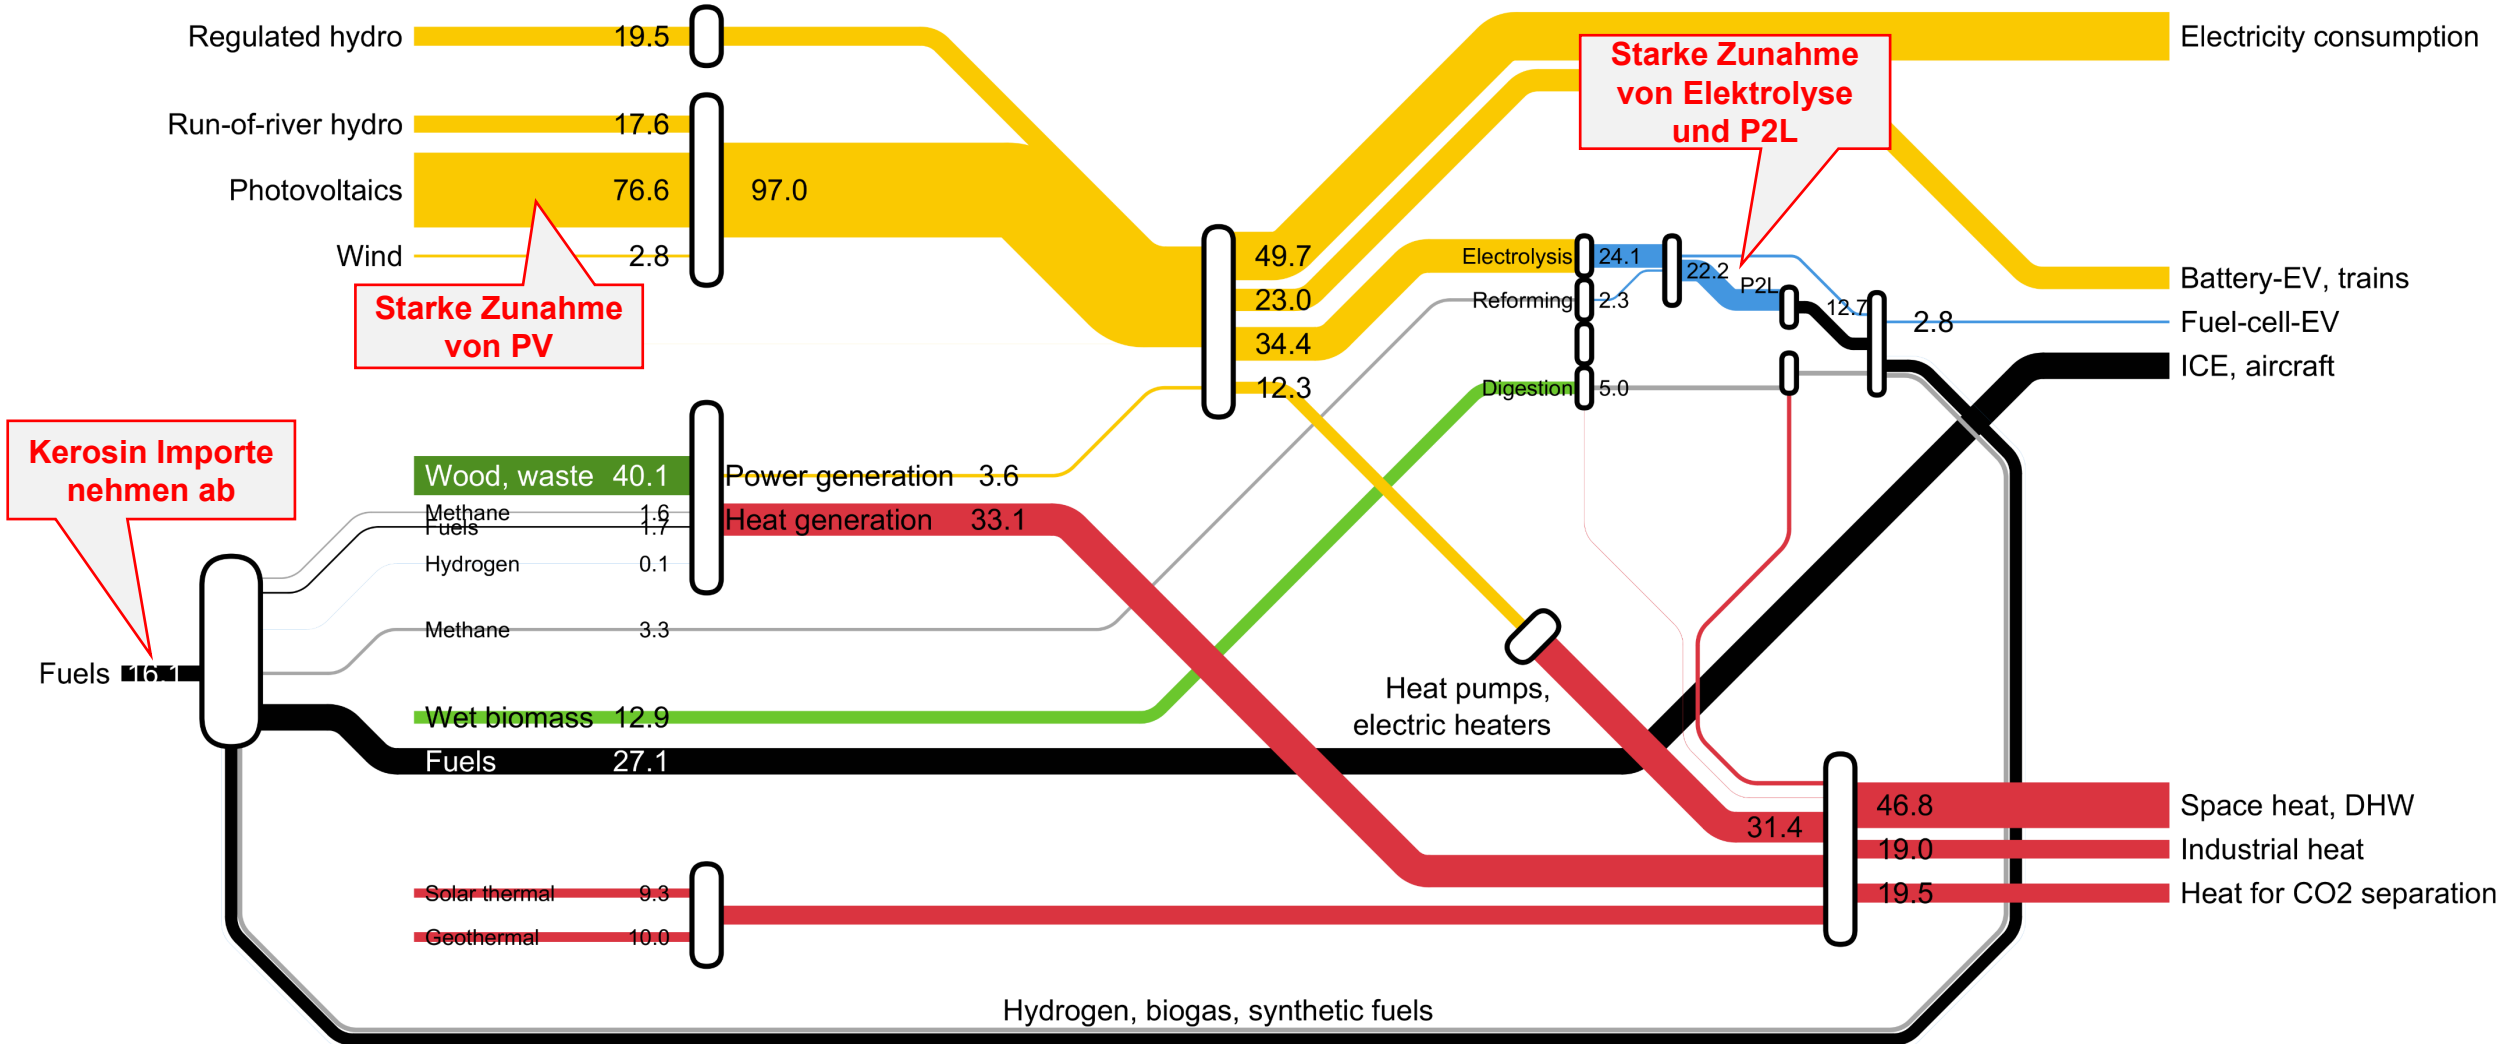 Regulated hydro 19.5
Electricity consumption
Starke Zunahme
von Elektrolyse
und P2L
Run-of-river hydro 17.6
Photovoltaics 76.6 97.0
Wind 2.8
Starke Zunahme
von PV
49.7
23.0
34.4
12.3
Electrolysis 24.1
22.2
P2L
Reforming 2.3
12.7
2.8
Digestion 5.0
Battery-EV, trains
Fuel-cell-EV
ICE, aircraft
Kerosin Importe
nehmen ab
Wood, waste 40.1
Power generation 3.6
Methane 1.6
Fuels 1.7
Heat generation 33.1
Hydrogen 0.1
Methane 3.3
Fuels 16.1
Wet biomass 12.9
Fuels 27.1
Heat pumps,
electric heaters
31.4
46.8 Space heat, DHW
19.0 Industrial heat
19.5 Heat for CO2 separation
Solar thermal 9.3
Geothermal 10.0
Hydrogen, biogas, synthetic fuels